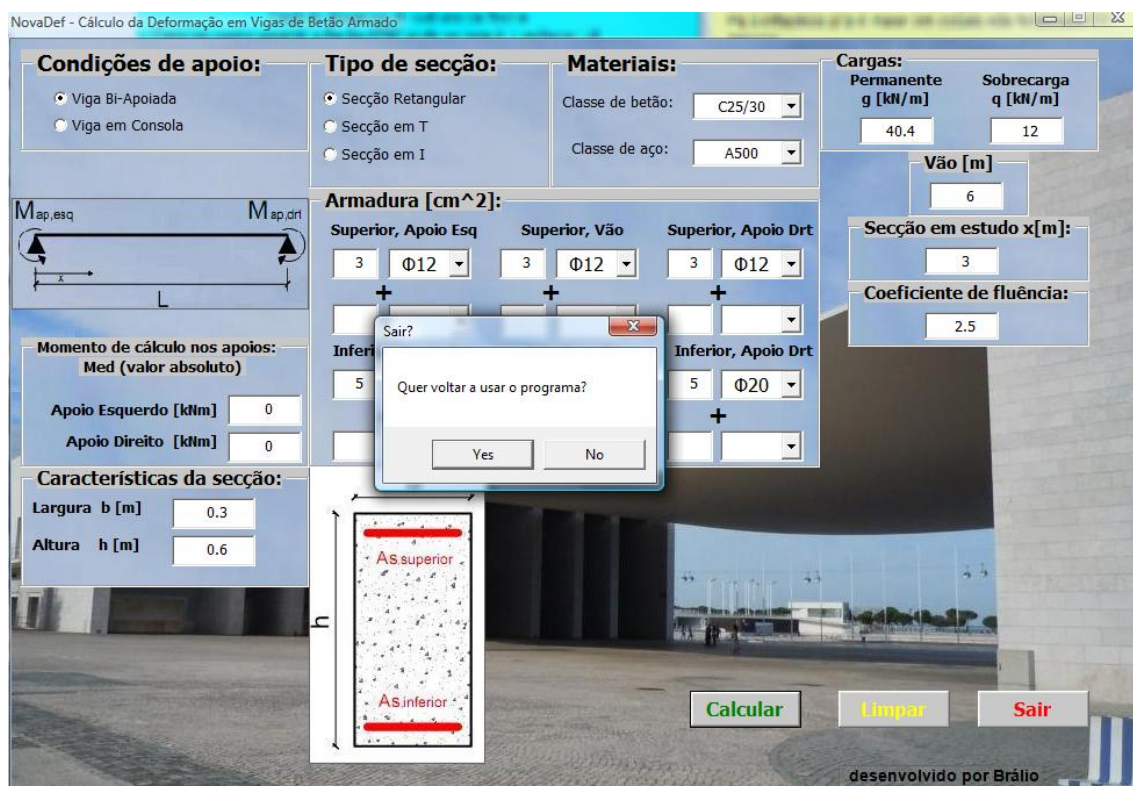 NovaDef - Cálculo da Deformação em Vigas de Betão Armado
Condições de apoio:
Viga Bi-Apoiada
Viga em Consola
Tipo de secção:
Secção Retangular
Secção em T
Secção em I
Materiais:
Classe de betão: C25/30
Classe de aço: A500
Cargas:
Permanente Sobrecarga
g [kN/m] q [kN/m]
40.4 12
Vão [m]
6
Secção em estudo x[m]:
3
Coeficiente de fluência:
2.5
M ap,esq M ap,drt
x
L
Armadura [cm^2]:
Superior, Apoio Esq Superior, Vão Superior, Apoio Drt
3 Φ12 3 Φ12 3 Φ12
+ + +
Inferior, Apoio Drt
5 5 Φ20
+
Sair?
Quer voltar a usar o programa?
Yes No
Momento de cálculo nos apoios:
Med (valor absoluto)
Apoio Esquerdo [kNm] 0
Apoio Direito [kNm] 0
Características da secção:
Largura b [m] 0.3
Altura h [m] 0.6
As,superior
h
As,inferior
Calcular Limpar Sair
desenvolvido por Brálio